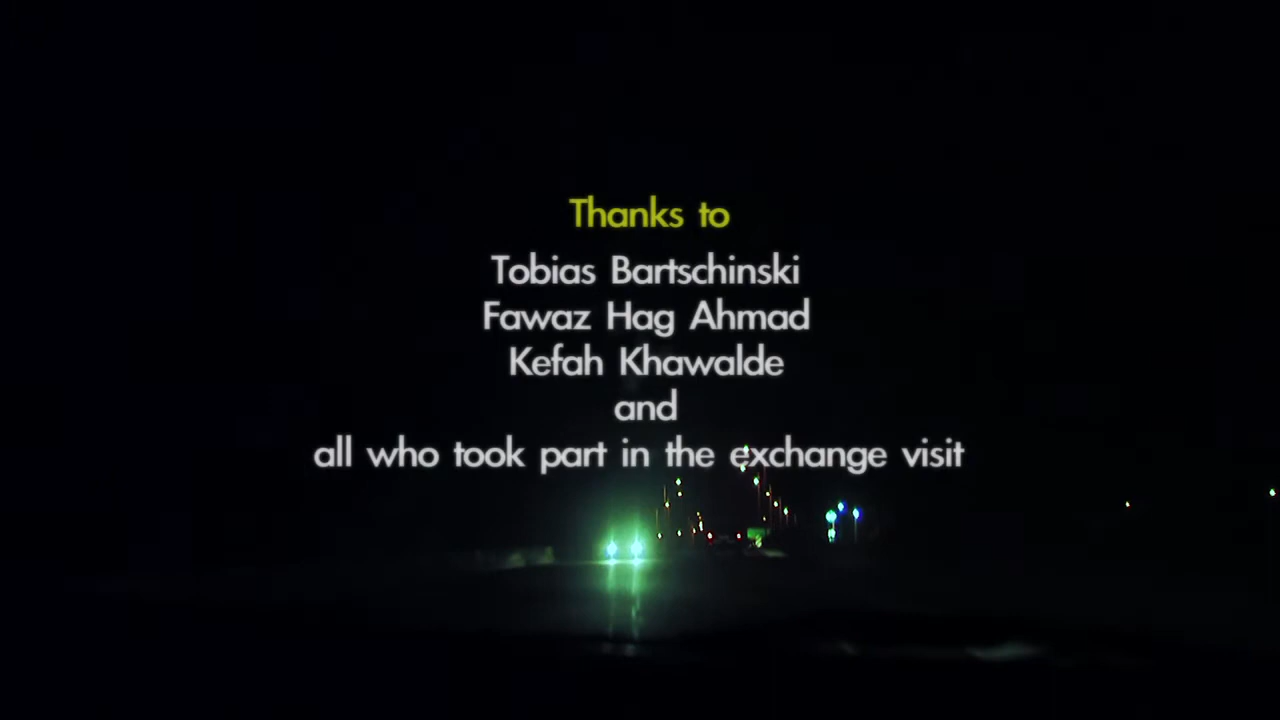 Thanks to
Tobias Bartschinski
Fawaz Hag Ahmad
Kefah Khawalde
and
all who took part in the exchange visit